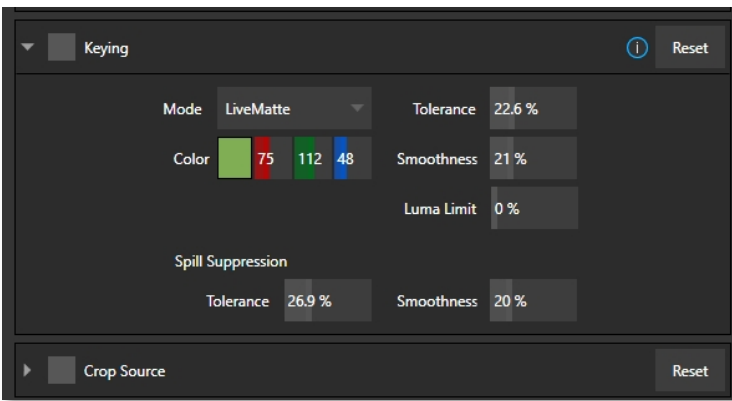 Keying Reset
Mode LiveMatte Tolerance 22.6 %
Color 75 112 48 Smoothness 21 %
Luma Limit 0 %
Spill Suppression
Tolerance 26.9 % Smoothness 20 %
Crop Source Reset